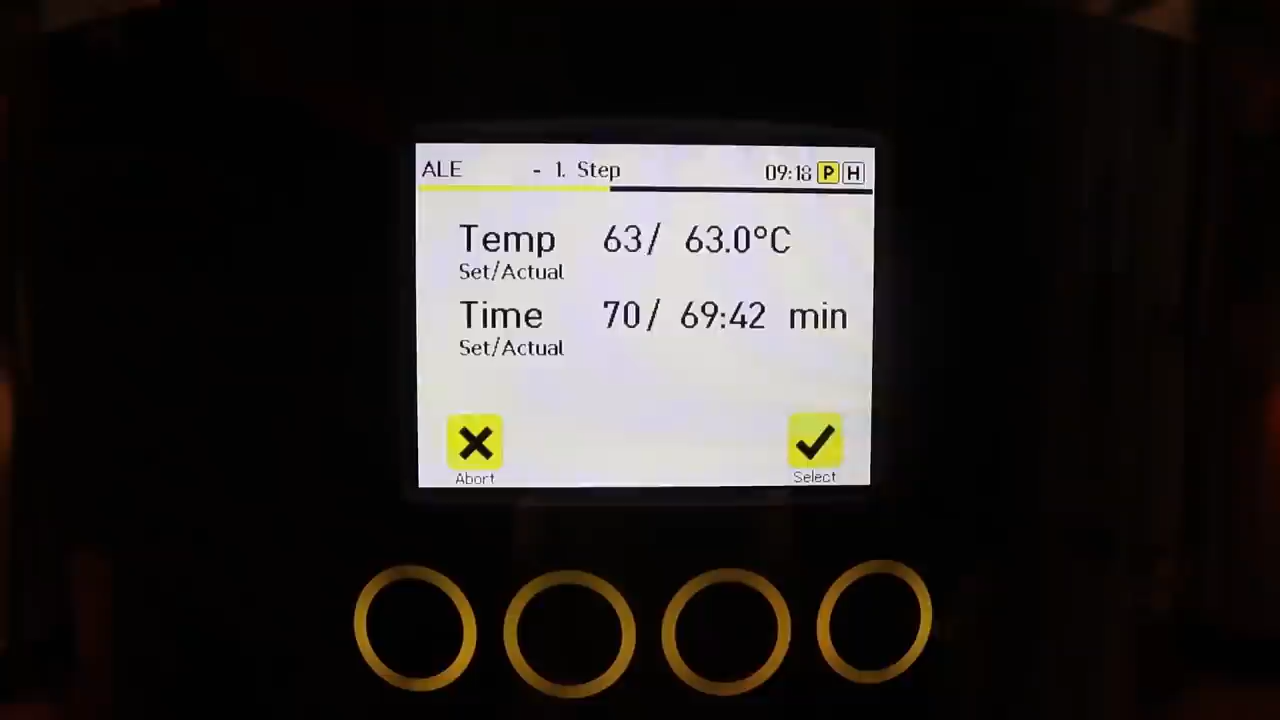 ALE - 1. Step 09:18 P H
Temp 63/ 63.0°C
Set/Actual
Time 70/ 69:42 min
Set/Actual
Abort Select